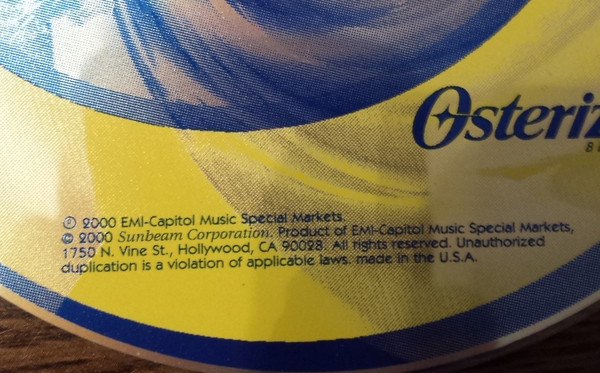 Osteriz
℗ 2000 EMI-Capitol Music Special Markets.
© 2000 Sunbeam Corporation. Product of EMI-Capitol Music Special Markets,
1750 N. Vine St., Hollywood, CA 90028. All rights reserved. Unauthorized
duplication is a violation of applicable laws. made in the U.S.A.